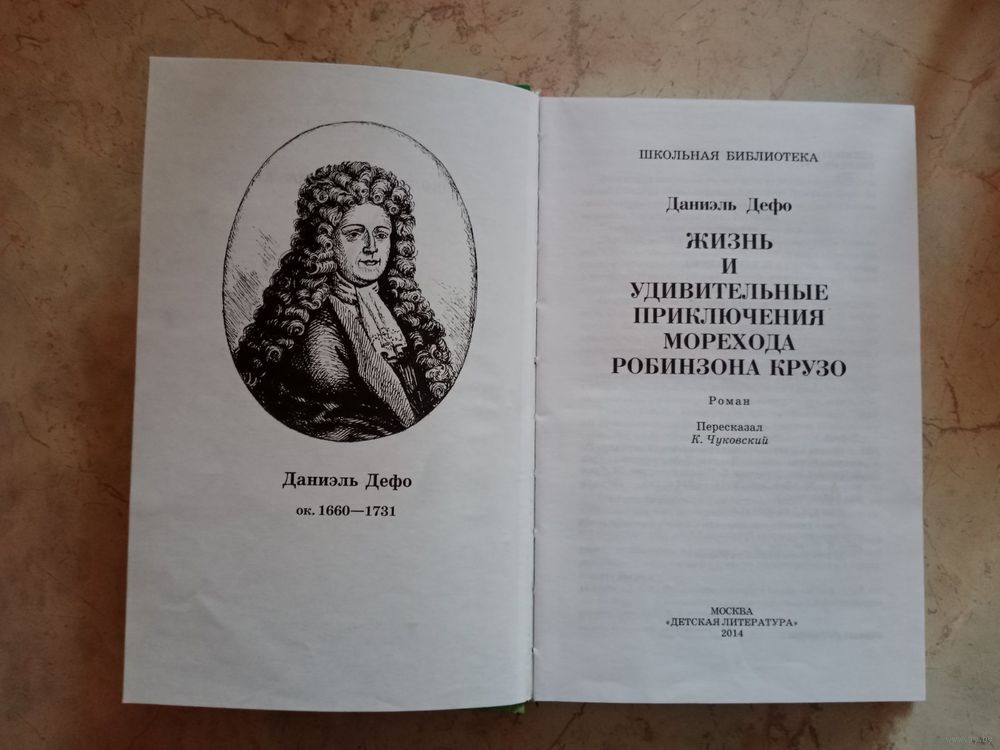 Даниэль Дефо
ок. 1660—1731
ШКОЛЬНАЯ БИБЛИОТЕКА
Даниэль Дефо
ЖИЗНЬ
И
УДИВИТЕЛЬНЫЕ
ПРИКЛЮЧЕНИЯ
МОРЕХОДА
РОБИНЗОНА КРУЗО
Роман
Пересказал
К. Чуковский
МОСКВА
«ДЕТСКАЯ ЛИТЕРАТУРА»
2014